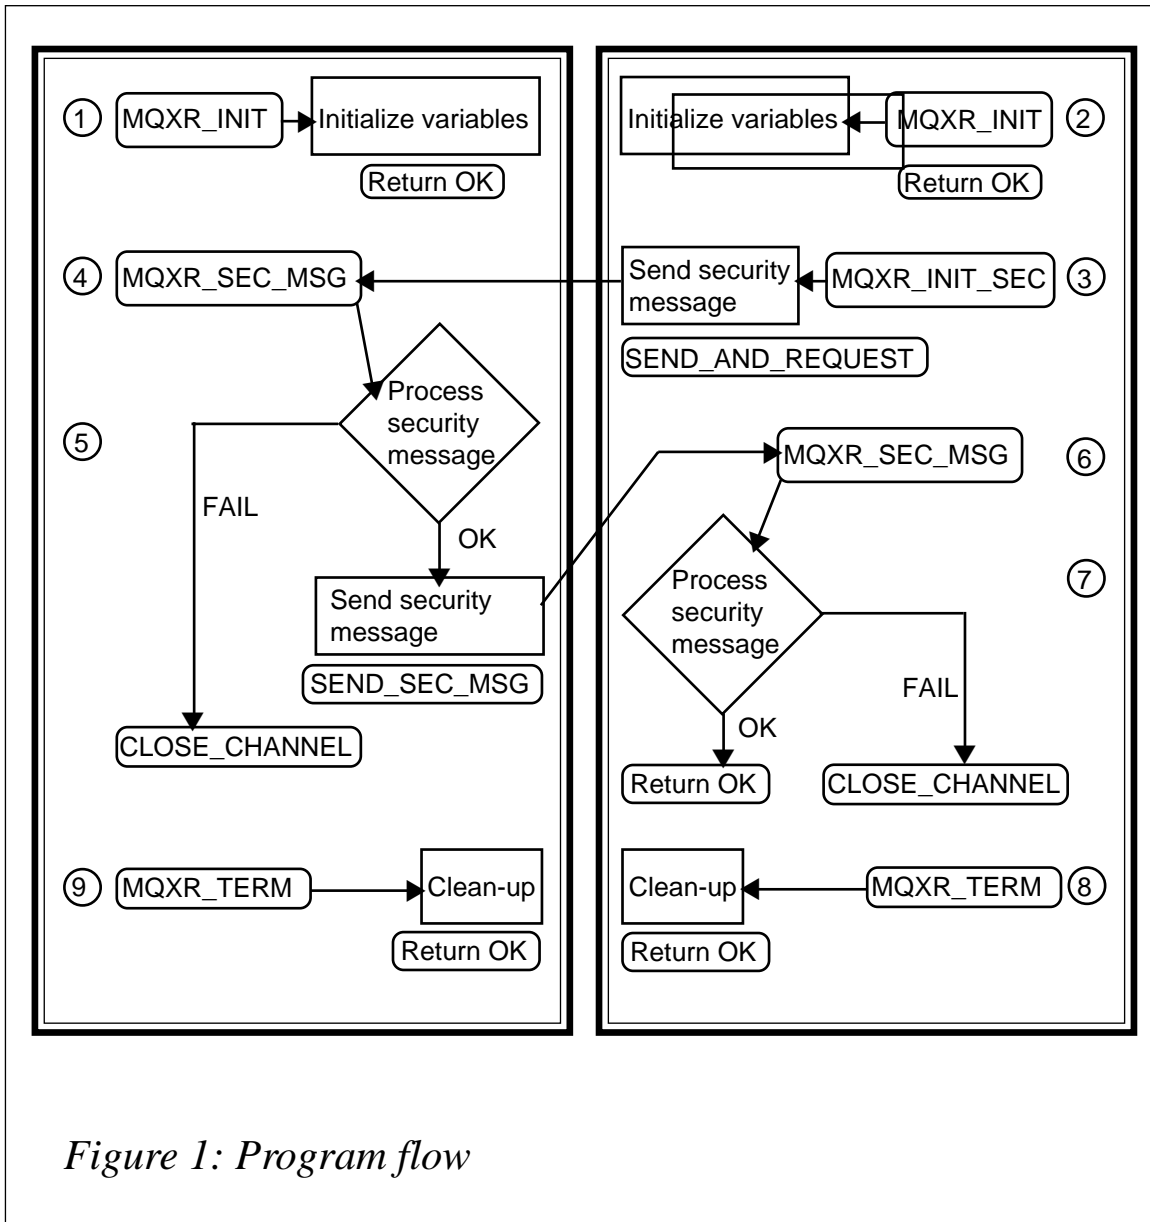 1
MQXR_INIT
Initialize variables
Return OK
4
MQXR_SEC_MSG
5
Process
security
message
FAIL
OK
Send security
message
SEND_SEC_MSG
CLOSE_CHANNEL
9
MQXR_TERM
Clean-up
Return OK
Initialize variables
MQXR_INIT
2
Return OK
Send security
message
MQXR_INIT_SEC
3
SEND_AND_REQUEST
MQXR_SEC_MSG
6
7
Process
security
message
FAIL
OK
Return OK
CLOSE_CHANNEL
Clean-up
MQXR_TERM
8
Return OK
Figure 1: Program flow